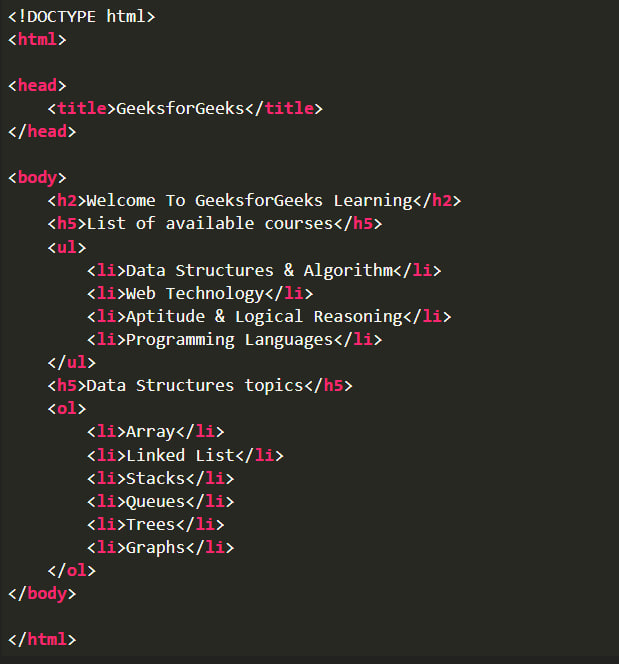 <!DOCTYPE html>
<html>
<head>
<title>GeeksforGeeks</title>
</head>
<body>
<h2>Welcome To GeeksforGeeks Learning</h2>
<h5>List of available courses</h5>
<ul>
<li>Data Structures & Algorithm</li>
<li>Web Technology</li>
<li>Aptitude & Logical Reasoning</li>
<li>Programming Languages</li>
</ul>
<h5>Data Structures topics</h5>
<ol>
<li>Array</li>
<li>Linked List</li>
<li>Stacks</li>
<li>Queues</li>
<li>Trees</li>
<li>Graphs</li>
</ol>
</body>
</html>